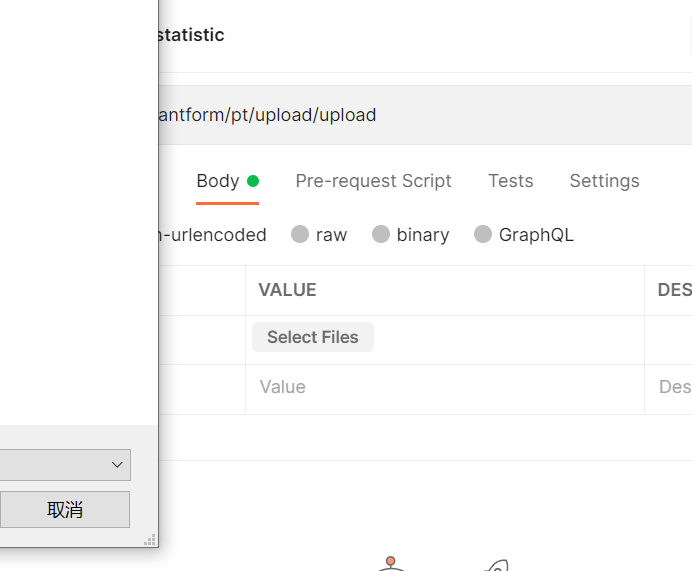 statistic
antform/pt/upload/upload
Body Pre-request Script Tests Settings
n-urlencoded raw binary GraphQL
VALUE DES
Select Files
Value Des
取消